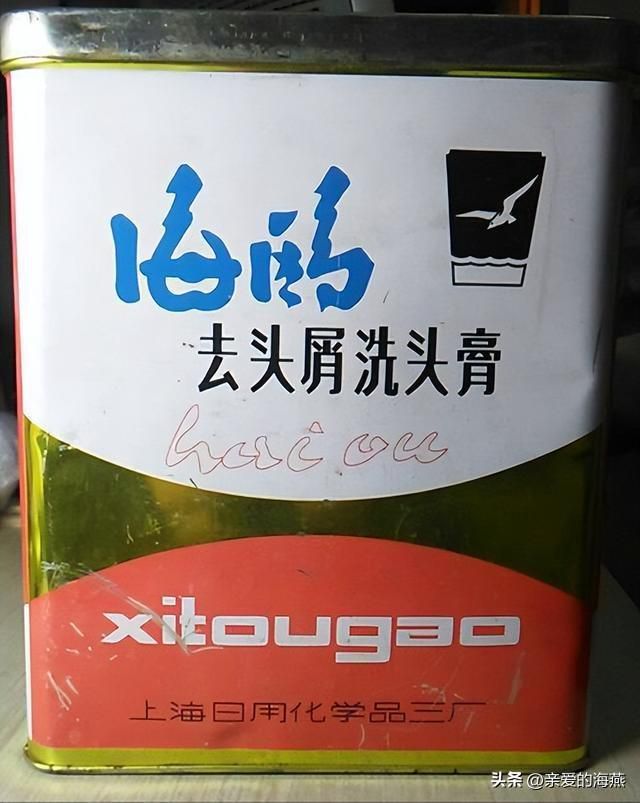 海鸥
去头屑洗头膏
hai ou
xitougao
上海日用化学品三厂
头条 @亲爱的海燕